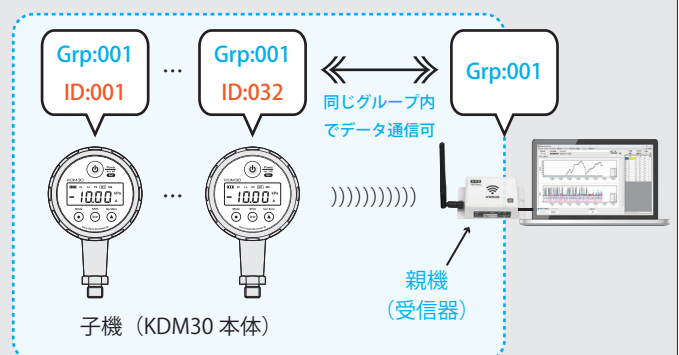 Grp:001
ID:001
…
Grp:001
ID:032
Grp:001
同じグループ内
でデータ通信可
KDM30
-10.00 kPa
…
KDM30
-10.00 kPa
親機
（受信器）
子機（KDM30 本体）